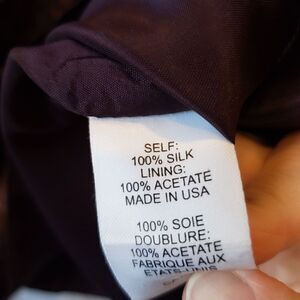 SELF:
100% SILK
LINING:
100% ACETATE
MADE IN USA
100% SOIE
DOUBLURE:
100% ACETATE
FABRIQUE AUX
ETATS-UNIS